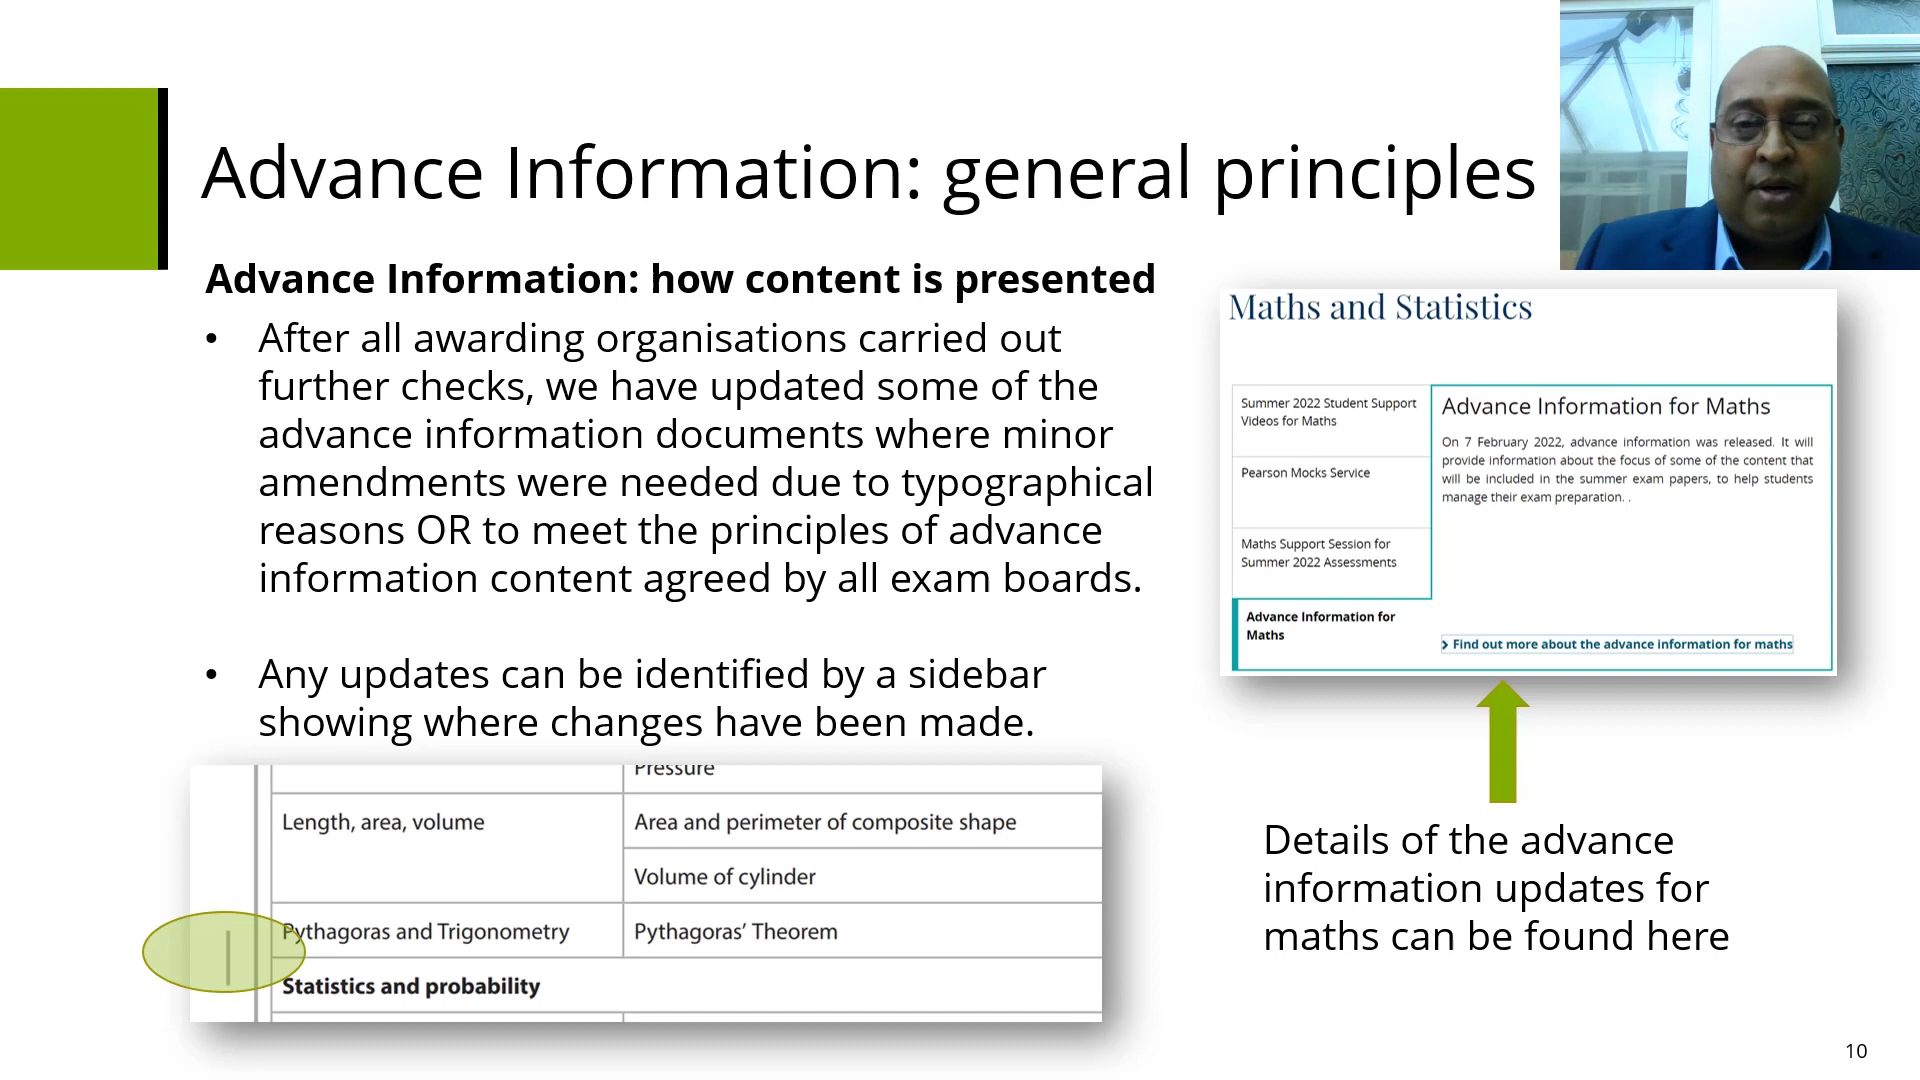 Advance Information: general principles
Advance Information: how content is presented
• After all awarding organisations carried out
further checks, we have updated some of the
advance information documents where minor
amendments were needed due to typographical
reasons OR to meet the principles of advance
information content agreed by all exam boards.
• Any updates can be identified by a sidebar
showing where changes have been made.
Pressure
Length, area, volume
Area and perimeter of composite shape
Volume of cylinder
Pythagoras and Trigonometry
Pythagoras’ Theorem
Statistics and probability
Maths and Statistics
Summer 2022 Student Support
Videos for Maths
Pearson Mocks Service
Maths Support Session for
Summer 2022 Assessments
Advance Information for
Maths
Advance Information for Maths
On 7 February 2022, advance information was released. It will
provide information about the focus of some of the content that
will be included in the summer exam papers, to help students
manage their exam preparation. .
> Find out more about the advance information for maths
Details of the advance
information updates for
maths can be found here
10